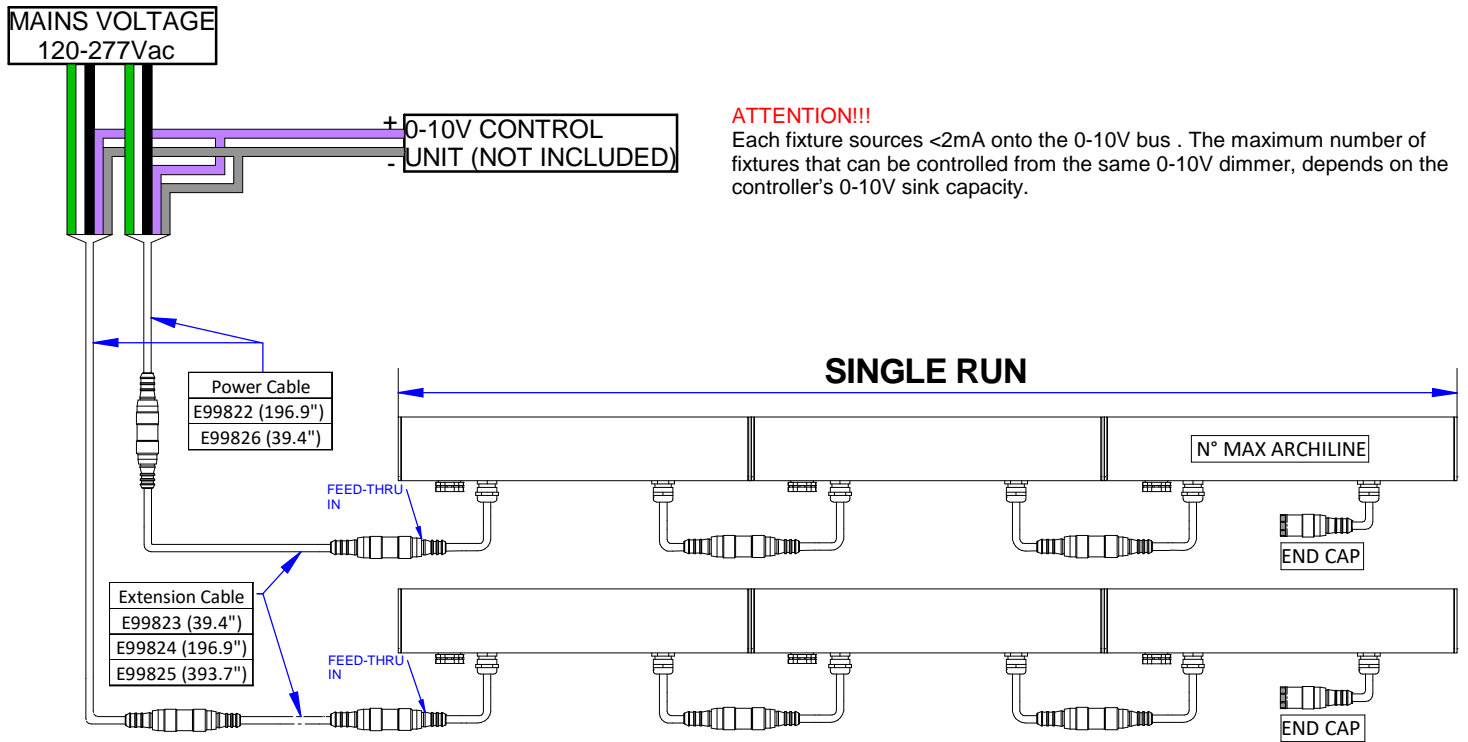 MAINS VOLTAGE
120-277Vac
+
0-10V CONTROL
-
UNIT (NOT INCLUDED)
ATTENTION!!!
Each fixture sources <2mA onto the 0-10V bus . The maximum number of
fixtures that can be controlled from the same 0-10V dimmer, depends on the
controller's 0-10V sink capacity.
Power Cable
E99822 (196.9")
E99826 (39.4")
SINGLE RUN
N° MAX ARCHILINE
FEED-THRU
IN
END CAP
Extension Cable
E99823 (39.4")
E99824 (196.9")
E99825 (393.7")
FEED-THRU
IN
END CAP